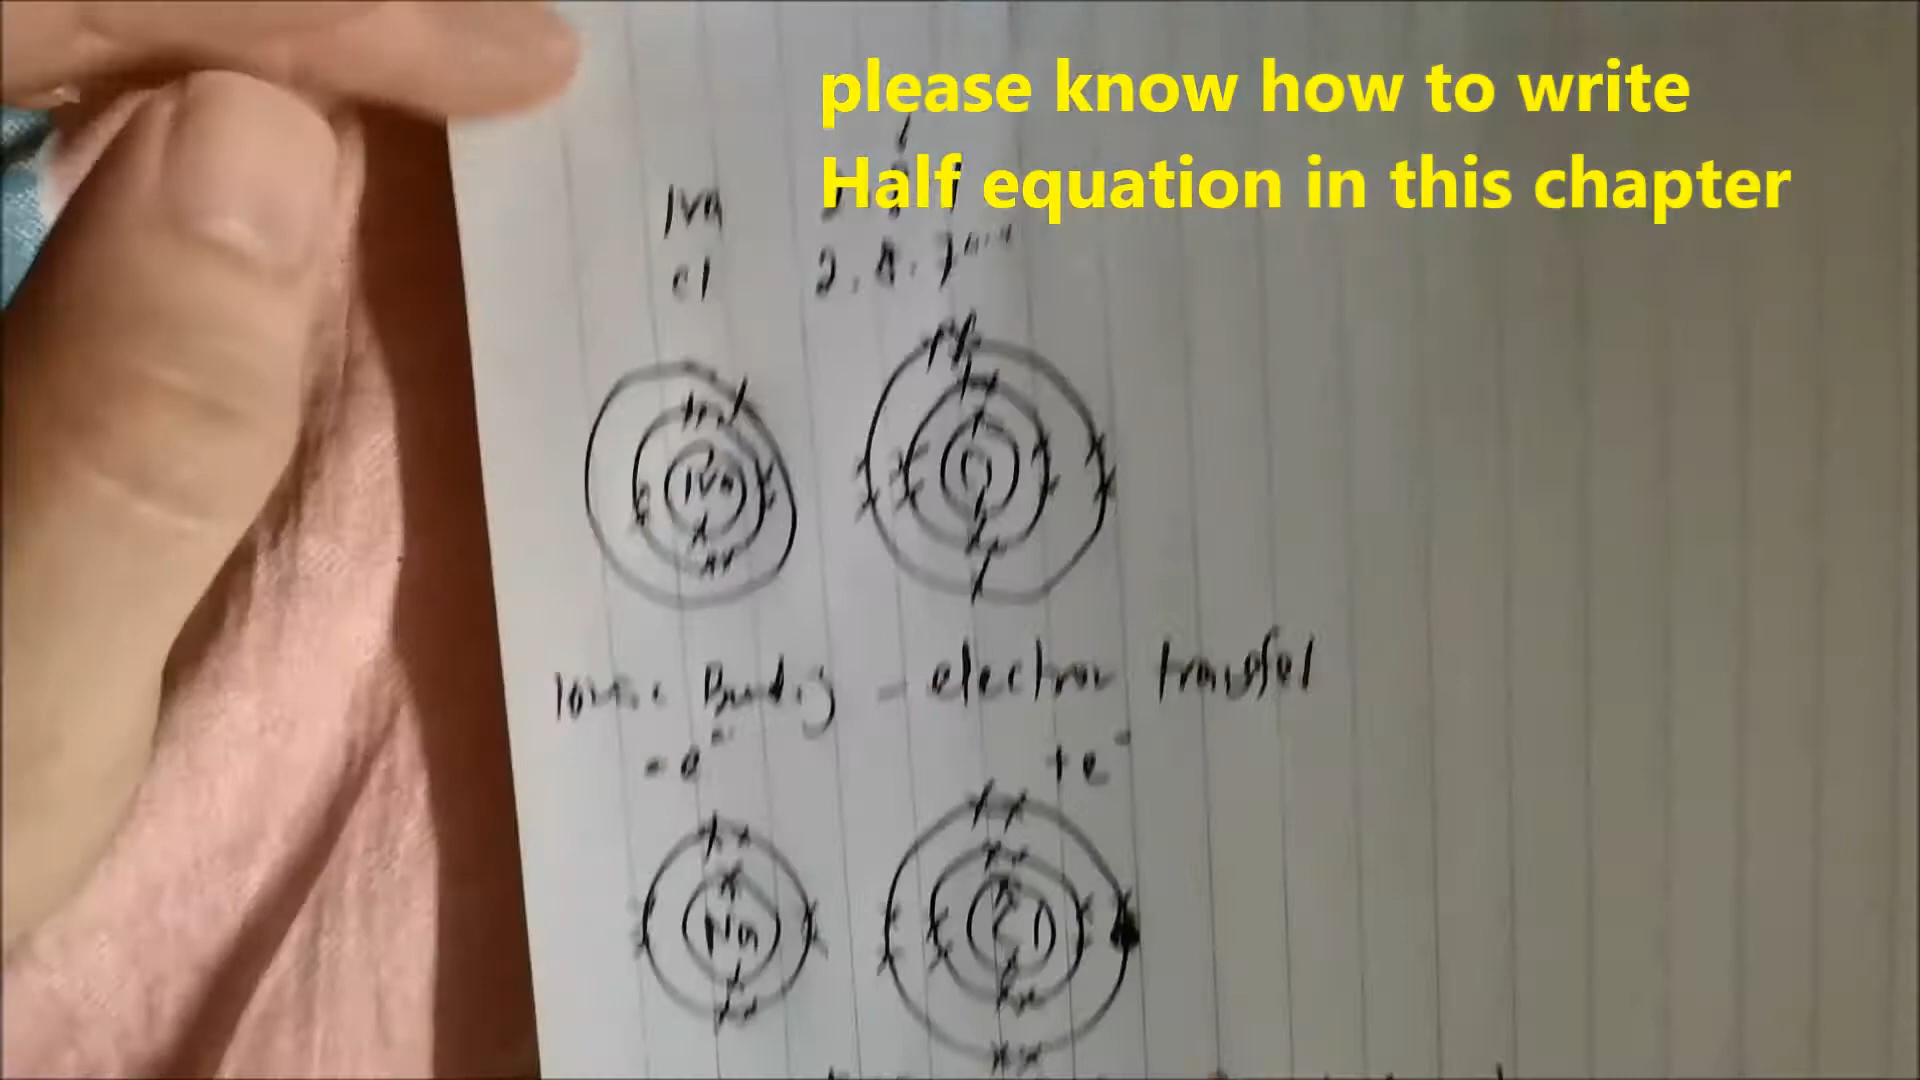 please know how to write
Half equation in this chapter
Na
Cl 2.8.7
Na Cl
Ionic Bonding - electron transfer
- e⁻ + e⁻
Na Cl